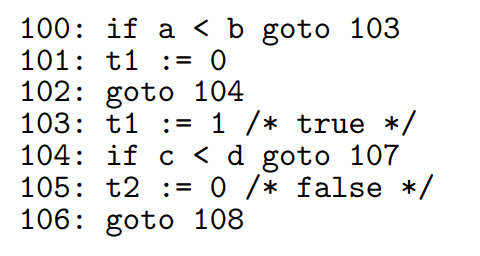 100: if a < b goto 103
101: t1 := 0
102: goto 104
103: t1 := 1 /* true */
104: if c < d goto 107
105: t2 := 0 /* false */
106: goto 108